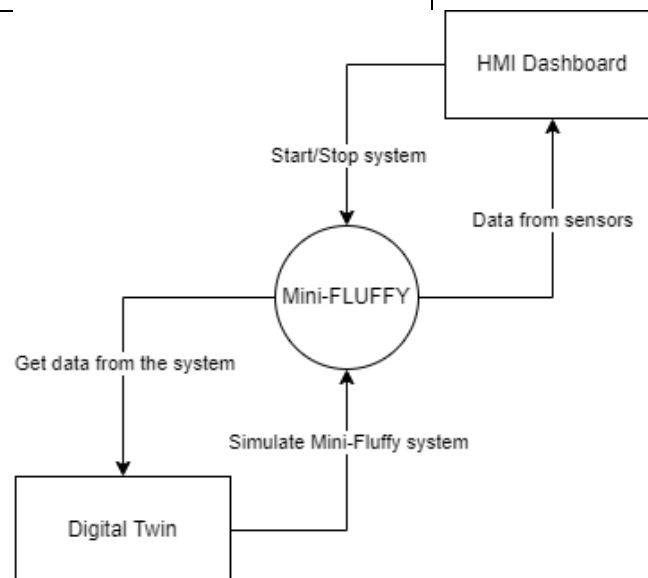 HMI Dashboard
Start/Stop system
Data from sensors
Mini-FLUFFY
Get data from the system
Simulate Mini-Fluffy system
Digital Twin